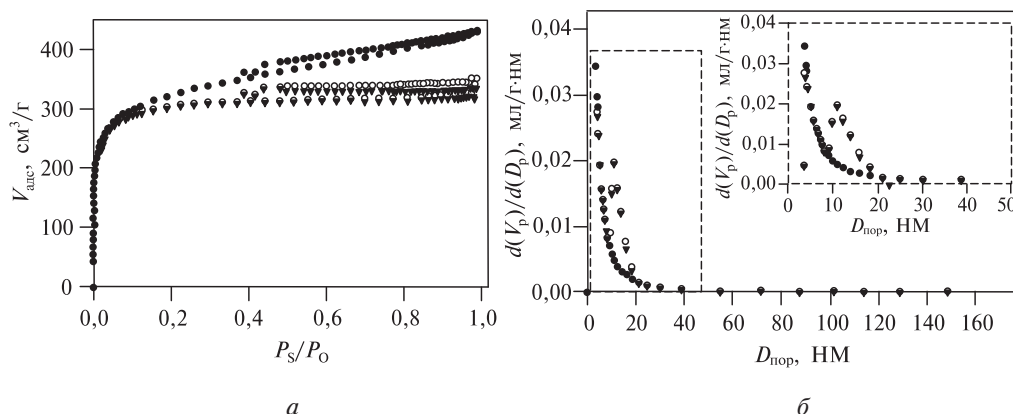 V_адс, см³/г
400
300
200
100
0
0,0 0,2 0,4 0,6 0,8 1,0
P_S/P_O
а
d(V_p)/d(D_p), мл/г·нм
0,04
0,03
0,02
0,01
0,00
0 20 40 60 80 100 120 140 160
D_пор, НМ
d(V_p)/d(D_p), мл/г·нм
0,04
0,03
0,02
0,01
0,00
0 10 20 30 40 50
D_пор, НМ
б